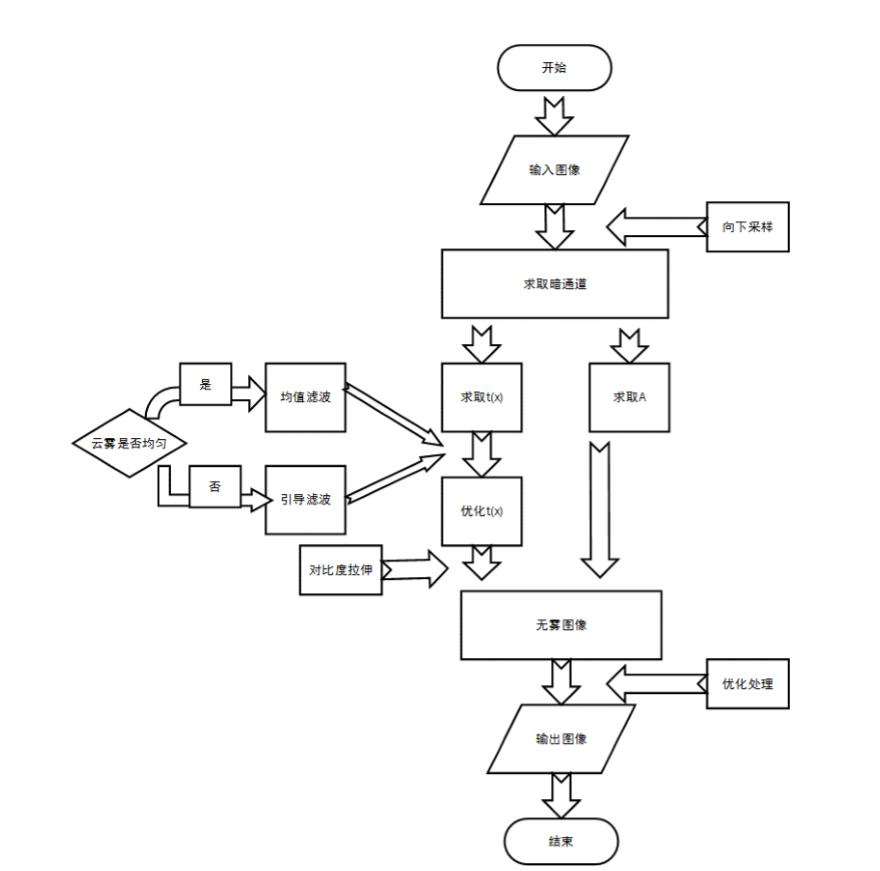 开始
输入图像
向下采样
求取暗通道
是
均值滤波
求取t(x)
求取A
云雾是否均匀
否
引导滤波
优化t(x)
对比度拉伸
无雾图像
优化处理
输出图像
结束